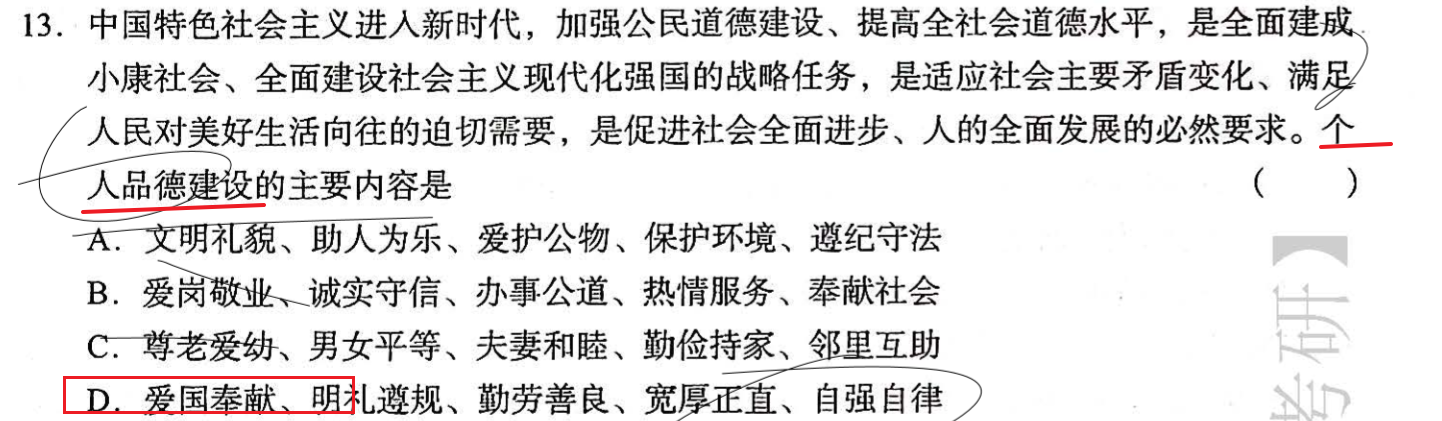 13. 中国特色社会主义进入新时代，加强公民道德建设、提高全社会道德水平，是全面建成
小康社会、全面建设社会主义现代化强国的战略任务，是适应社会主要矛盾变化、满足
人民对美好生活向往的迫切需要，是促进社会全面进步、人的全面发展的必然要求。个
人品德建设的主要内容是 ( )
A. 文明礼貌、助人为乐、爱护公物、保护环境、遵纪守法
B. 爱岗敬业、诚实守信、办事公道、热情服务、奉献社会
C. 尊老爱幼、男女平等、夫妻和睦、勤俭持家、邻里互助
D. 爱国奉献、明礼遵规、勤劳善良、宽厚正直、自强自律
考研】